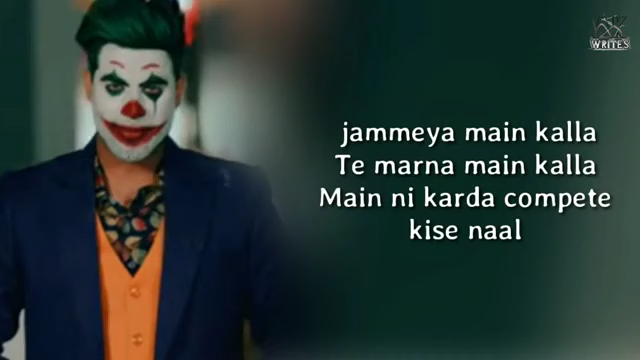 WRITES
jammeya main kalla
Te marna main kalla
Main ni karda compete
kise naal